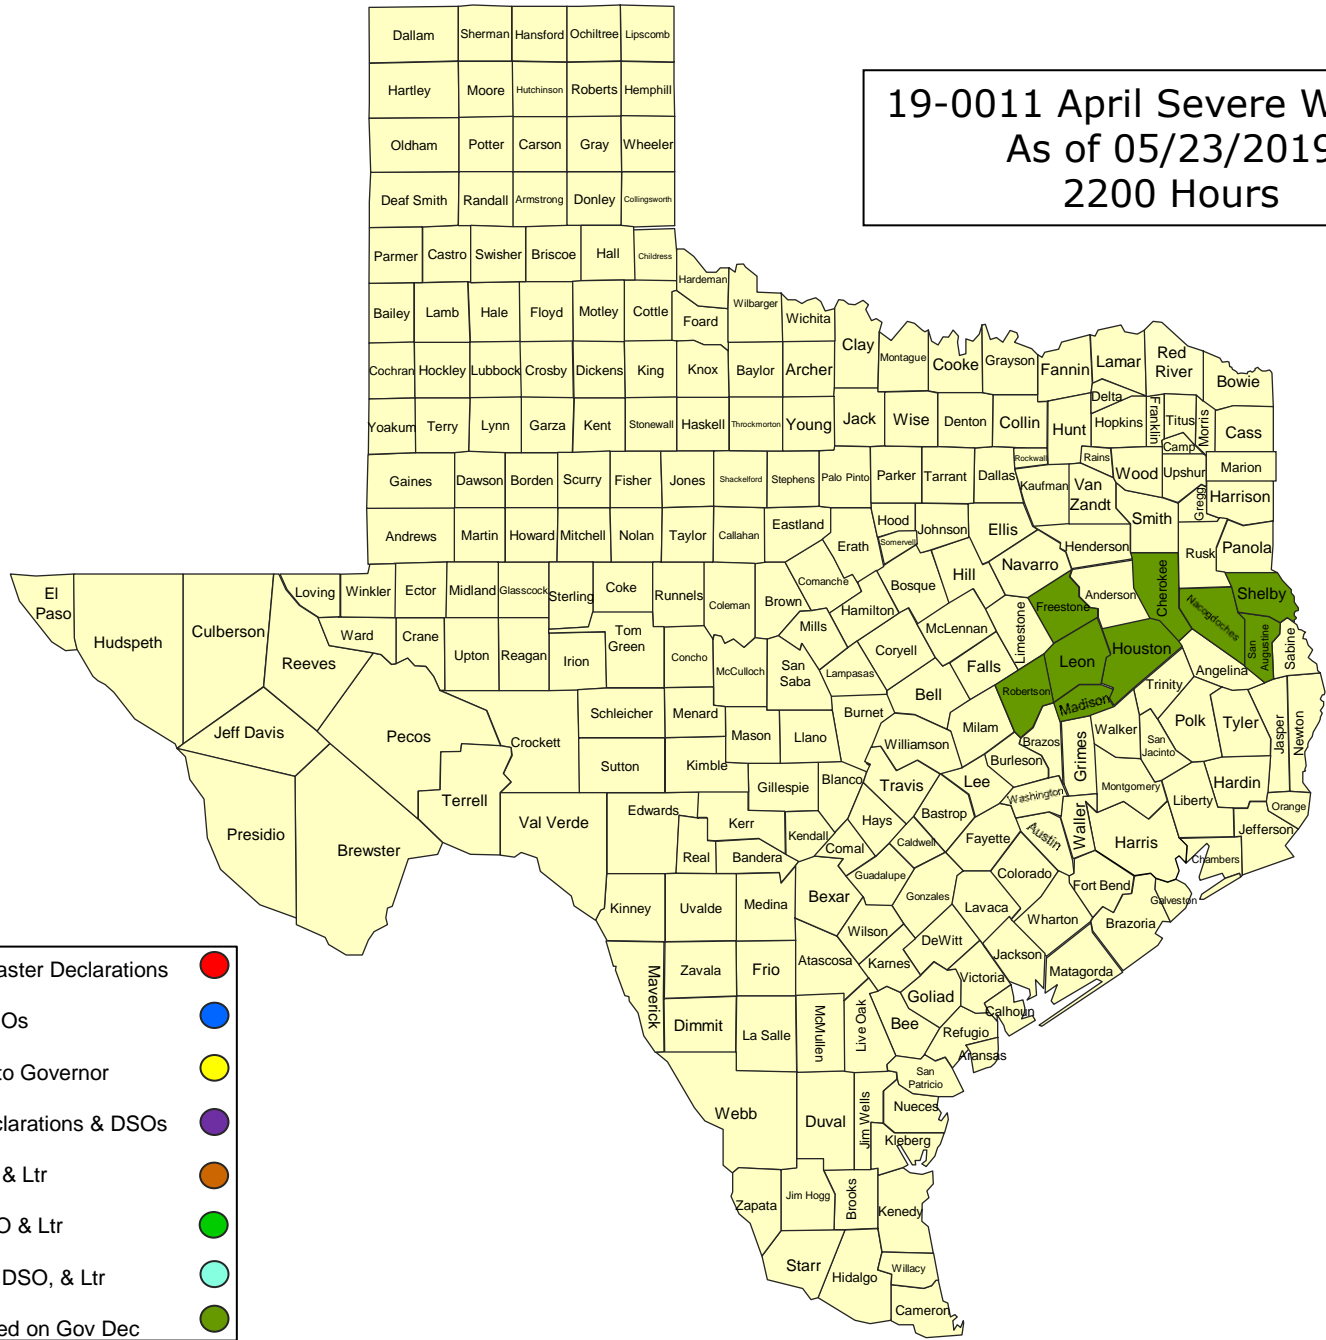 19-0011 April Severe W
As of 05/23/2019
2200 Hours
Dallam Sherman Hansford Ochiltree Lipscomb
Hartley Moore Hutchinson Roberts Hemphill
Oldham Potter Carson Gray Wheeler
Deaf Smith Randall Armstrong Donley Collingsworth
Parmer Castro Swisher Briscoe Hall Childress
Hardeman
Bailey Lamb Hale Floyd Motley Cottle Foard Wilbarger Wichita
Clay Montague Cooke Grayson Fannin Lamar Red
River
Bowie
Cochran Hockley Lubbock Crosby Dickens King Knox Baylor Archer
Delta
Yoakum Terry Lynn Garza Kent Stonewall Haskell Throckmorton Young Jack Wise Denton Collin Hunt Hopkins Franklin Titus Morris Cass
Camp
Gaines Dawson Borden Scurry Fisher Jones Shackelford Stephens Palo Pinto Parker Tarrant Dallas Rockwall Kaufman Rains Van
Zandt
Wood Upshur Marion
Gregg Harrison
Andrews Martin Howard Mitchell Nolan Taylor Callahan Eastland Erath Hood Somervell Johnson Ellis Henderson Smith Rusk Panola
El
Paso
Hudspeth Culberson Reeves Loving Winkler Ector Midland Glasscock Sterling Coke Runnels Coleman Brown Comanche Hamilton Bosque Hill Navarro Freestone Anderson Cherokee Nacogdoches Shelby
Ward Crane Upton Reagan Irion Tom
Green
Concho McCulloch San
Saba
Mills Lampasas Coryell McLennan Limestone Falls Leon Houston Angelina San
Augustine
Sabine
Jeff Davis Pecos Crockett Schleicher Menard Mason Llano Burnet Bell Milam Robertson Madison Trinity Polk Tyler Jasper Newton
Walker San
Jacinto
Presidio Brewster Terrell Val Verde Sutton Kimble Gillespie Blanco Williamson Travis Lee Burleson Brazos Grimes Montgomery Liberty Hardin Orange
Edwards Kerr Kendall Hays Bastrop Washington Waller Harris Jefferson
Real Bandera Comal Caldwell Fayette Austin Chambers
Kinney Uvalde Medina Bexar Guadalupe Gonzales Lavaca Colorado Fort Bend Galveston
Wharton Brazoria
Maverick Zavala Frio Atascosa Wilson Karnes DeWitt Jackson Matagorda
Victoria
Dimmit La Salle McMullen Live Oak Bee Goliad Refugio Calhoun
Aransas
San
Patricio
Webb Duval Jim Wells Nueces
Kleberg
Zapata Jim Hogg Brooks Kenedy
Starr Hidalgo Willacy
Cameron
aster Declarations
Os
to Governor
clarations & DSOs
& Ltr
O & Ltr
DSO, & Ltr
ed on Gov Dec